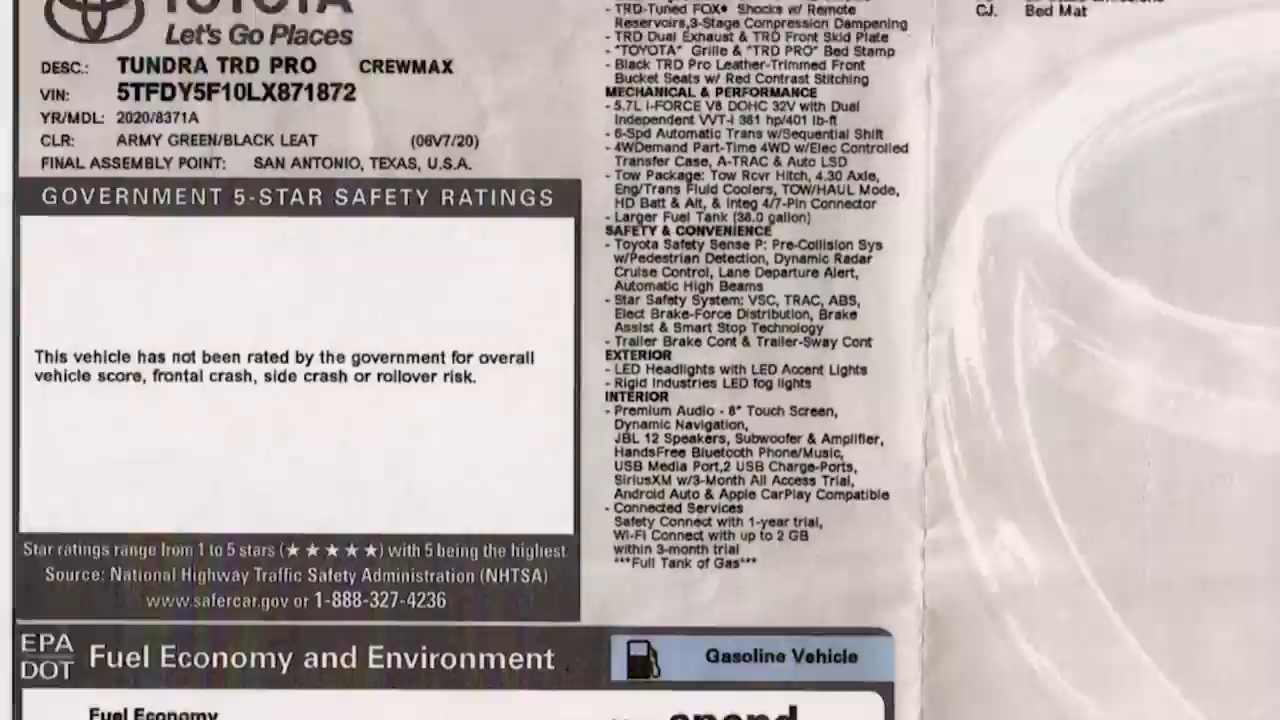 TOYOTA
Let's Go Places
DESC.: TUNDRA TRD PRO CREWMAX
VIN: 5TFDY5F10LX871872
YR/MDL: 2020/8371A
CLR: ARMY GREEN/BLACK LEAT (06V7/20)
FINAL ASSEMBLY POINT: SAN ANTONIO, TEXAS, U.S.A.
GOVERNMENT 5-STAR SAFETY RATINGS
This vehicle has not been rated by the government for overall
vehicle score, frontal crash, side crash or rollover risk.
Star ratings range from 1 to 5 stars (★★★★★) with 5 being the highest
Source: National Highway Traffic Safety Administration (NHTSA)
www.safercar.gov or 1-888-327-4236
- TRD-Tuned FOX® Shocks w/ Remote
Reservoirs,3-Stage Compression Dampening
- TRD Dual Exhaust & TRD Front Skid Plate
- "TOYOTA" Grille & "TRD PRO" Bed Stamp
- Black TRD Pro Leather-Trimmed Front
Bucket Seats w/ Red Contrast Stitching
MECHANICAL & PERFORMANCE
- 5.7L i-FORCE V8 DOHC 32V with Dual
Independent VVT-i 381 hp/401 lb-ft
- 6-Spd Automatic Trans w/Sequential Shift
- 4WDemand Part-Time 4WD w/Elec Controlled
Transfer Case, A-TRAC & Auto LSD
- Tow Package: Tow Rcvr Hitch, 4.30 Axle,
Eng/Trans Fluid Coolers, TOW/HAUL Mode,
HD Batt & Alt, & Integ 4/7-Pin Connector
- Larger Fuel Tank (38.0 gallon)
SAFETY & CONVENIENCE
- Toyota Safety Sense P: Pre-Collision Sys
w/Pedestrian Detection, Dynamic Radar
Cruise Control, Lane Departure Alert,
Automatic High Beams
- Star Safety System: VSC, TRAC, ABS,
Elect Brake-Force Distribution, Brake
Assist & Smart Stop Technology
- Trailer Brake Cont & Trailer-Sway Cont
EXTERIOR
- LED Headlights with LED Accent Lights
- Rigid Industries LED fog lights
INTERIOR
- Premium Audio - 8" Touch Screen,
Dynamic Navigation,
JBL 12 Speakers, Subwoofer & Amplifier,
HandsFree Bluetooth Phone/Music,
USB Media Port,2 USB Charge-Ports,
SiriusXM w/3-Month All Access Trial,
Android Auto & Apple CarPlay Compatible
- Connected Services
Safety Connect with 1-year trial,
Wi-Fi Connect with up to 2 GB
within 3-month trial
***Full Tank of Gas***
CJ. Bed Mat
EPA
DOT
Fuel Economy and Environment
Gasoline Vehicle
Fuel Economy
spend